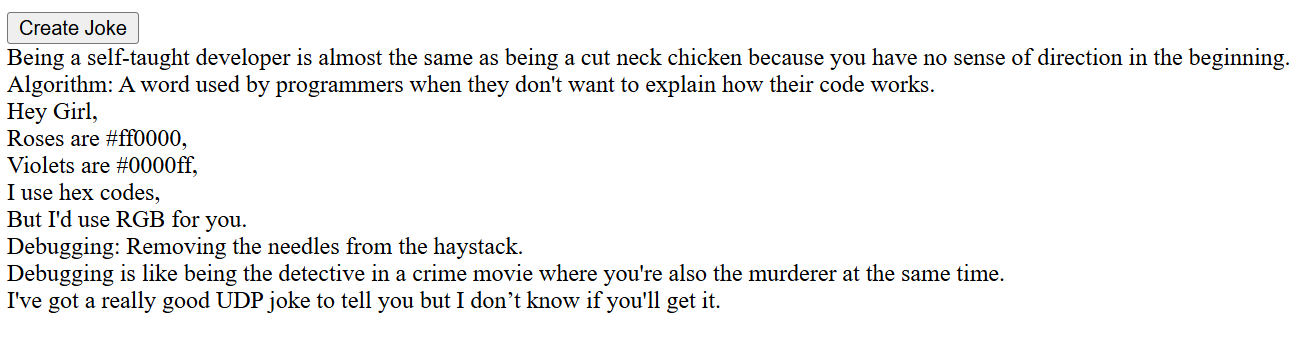 Create Joke
Being a self-taught developer is almost the same as being a cut neck chicken because you have no sense of direction in the beginning.
Algorithm: A word used by programmers when they don't want to explain how their code works.
Hey Girl,
Roses are #ff0000,
Violets are #0000ff,
I use hex codes,
But I'd use RGB for you.
Debugging: Removing the needles from the haystack.
Debugging is like being the detective in a crime movie where you're also the murderer at the same time.
I've got a really good UDP joke to tell you but I don’t know if you'll get it.